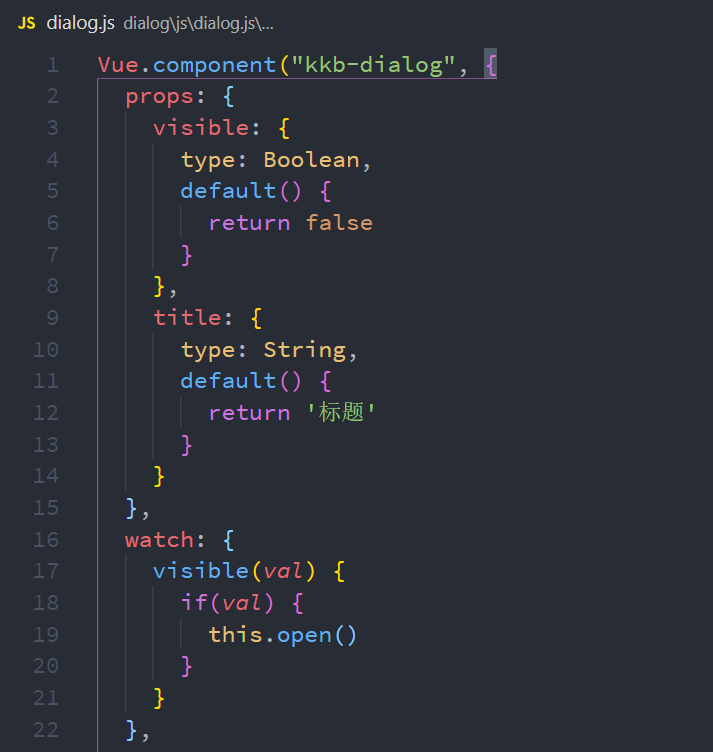 JS dialog.js dialog\js\dialog.js\...
1 Vue.component("kkb-dialog", {
2   props: {
3     visible: {
4       type: Boolean,
5       default() {
6         return false
7       }
8     },
9     title: {
10       type: String,
11       default() {
12         return '标题'
13       }
14     }
15   },
16   watch: {
17     visible(val) {
18       if(val) {
19         this.open()
20       }
21     }
22   },